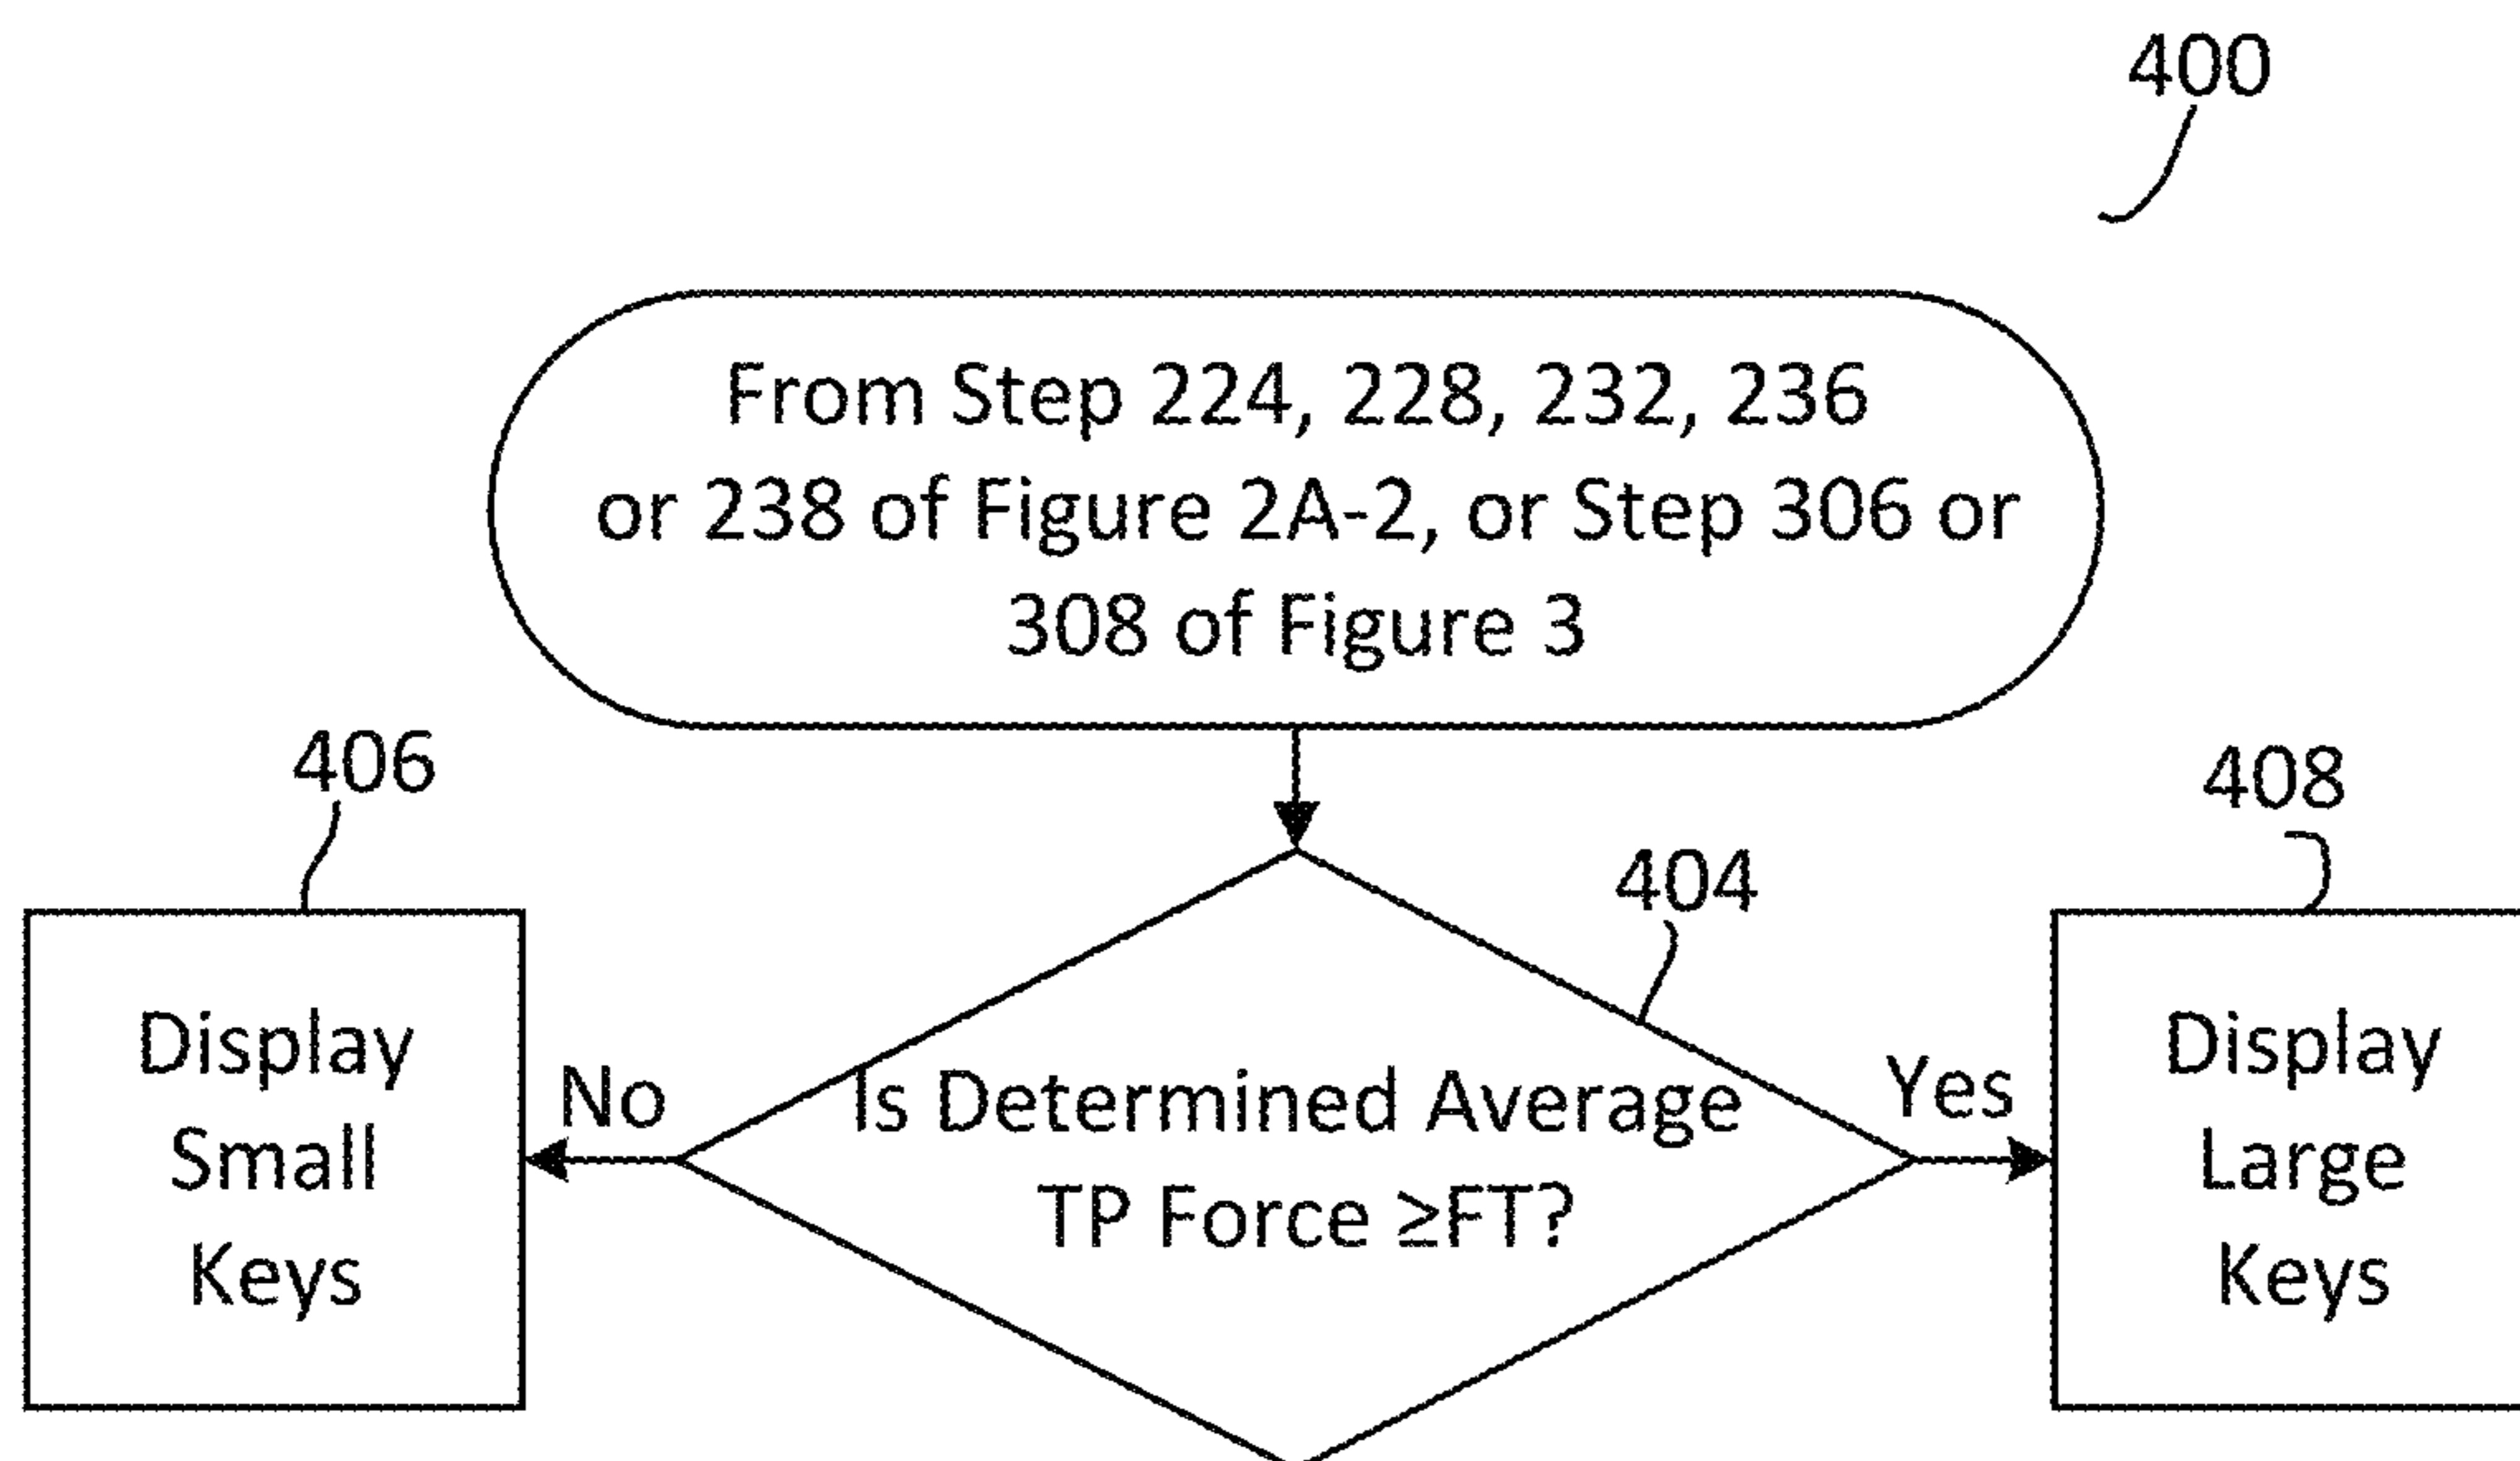 400
From Step 224, 228, 232, 236
or 238 of Figure 2A-2, or Step 306 or
308 of Figure 3
406
408
404
Display
Small
Keys
No
Is Determined Average
TP Force ≥FT?
Yes
Display
Large
Keys